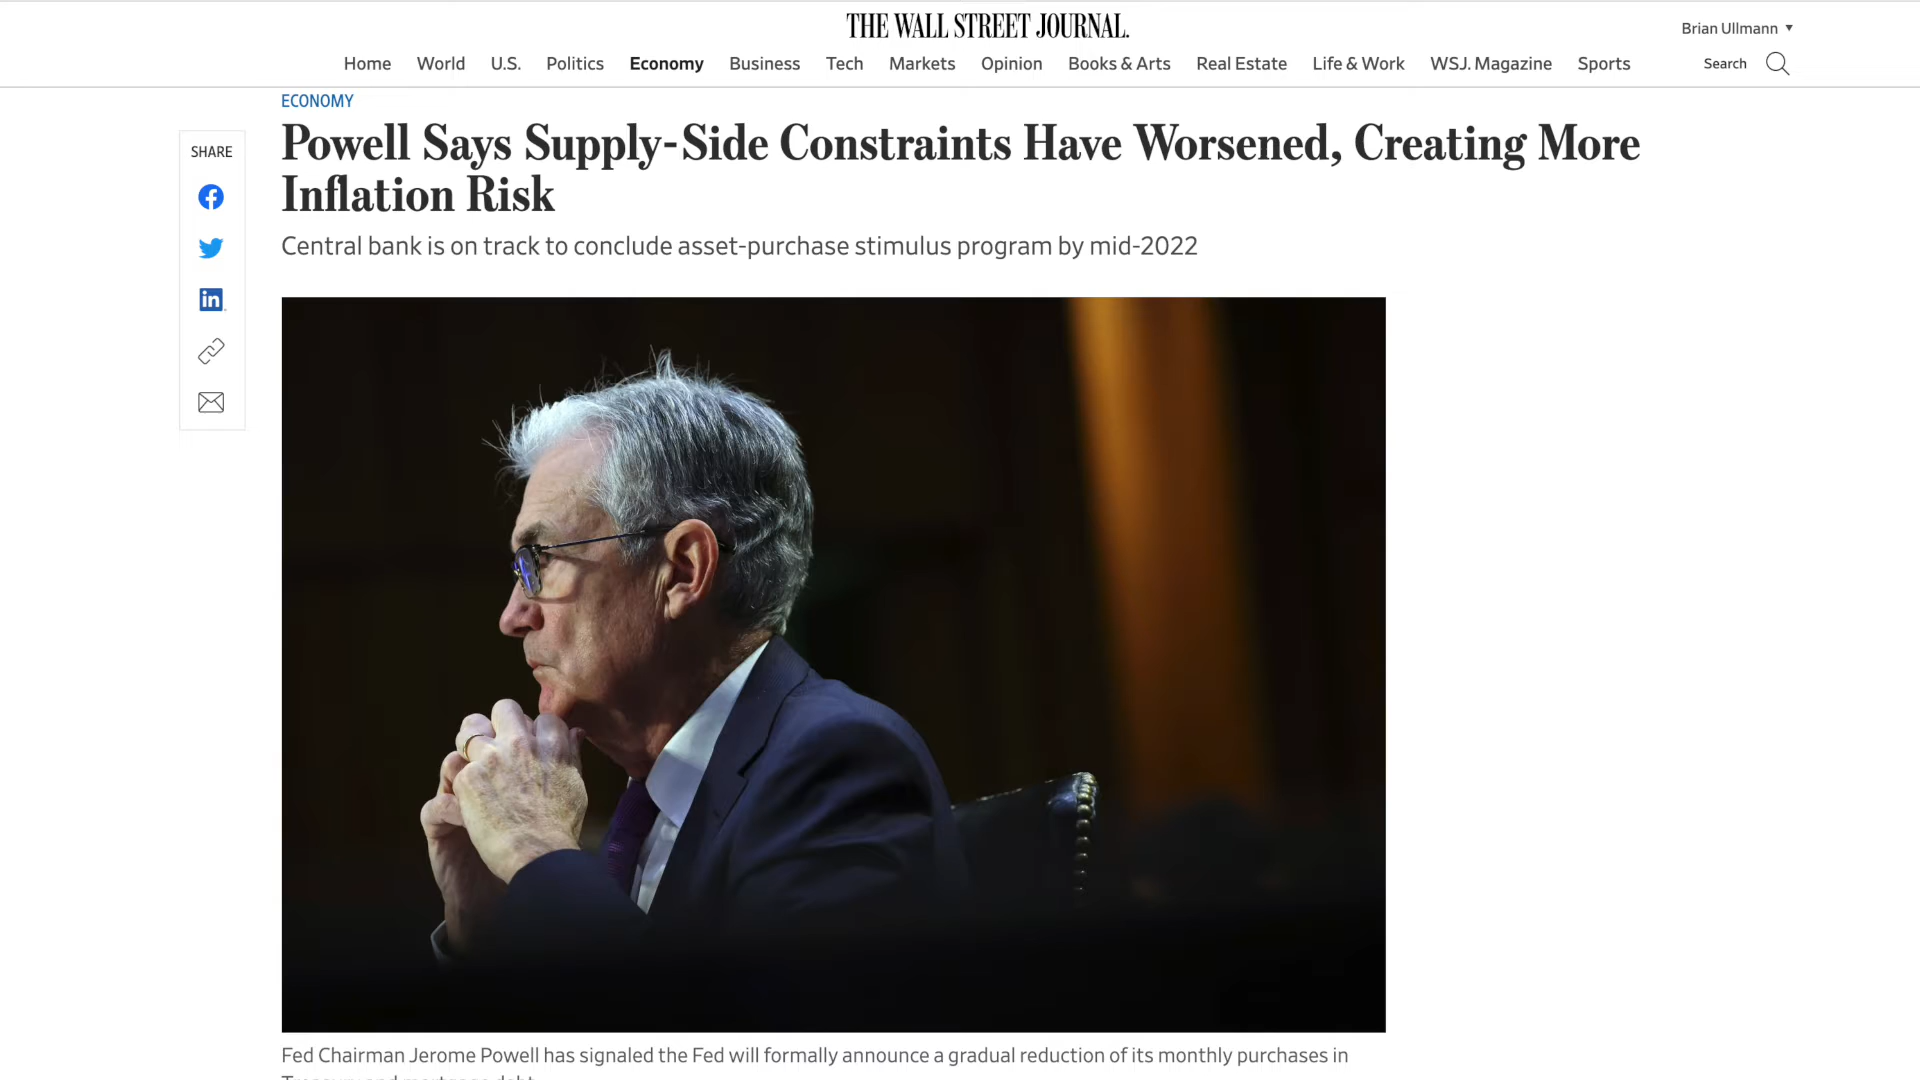 THE WALL STREET JOURNAL.
Brian Ullmann
Home World U.S. Politics Economy Business Tech Markets Opinion Books & Arts Real Estate Life & Work WSJ. Magazine Sports Search
ECONOMY
SHARE
Powell Says Supply-Side Constraints Have Worsened, Creating More
Inflation Risk
Central bank is on track to conclude asset-purchase stimulus program by mid-2022
in
Fed Chairman Jerome Powell has signaled the Fed will formally announce a gradual reduction of its monthly purchases in